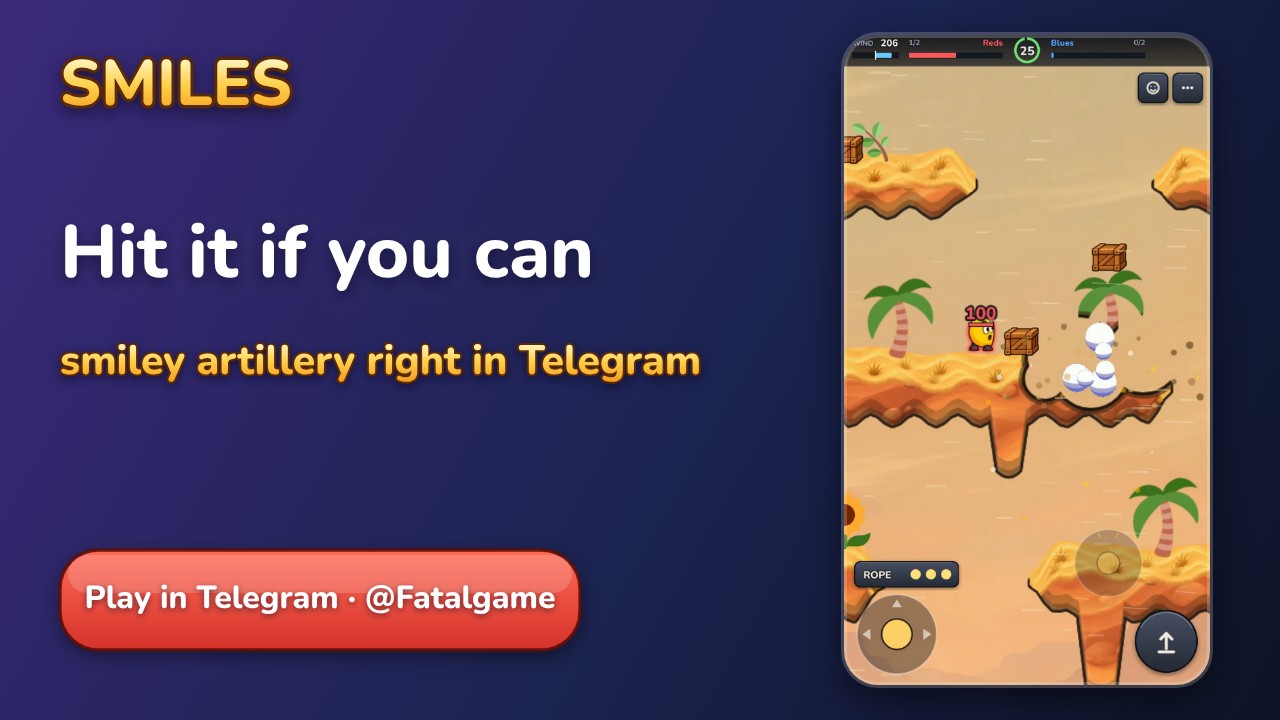 SMILES
Hit it if you can
smiley artillery right in Telegram
Play in Telegram · @Fatalgame
WIND 206 1/2 Reds 25 Blues 0/2
100
ROPE